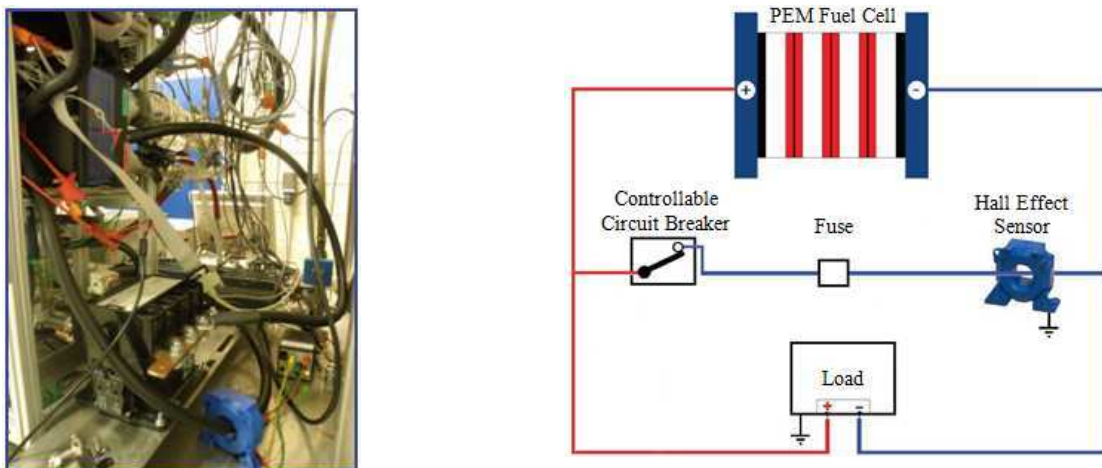 PEM Fuel Cell
+
-
Controllable
Circuit Breaker
Fuse
Hall Effect
Sensor
Load
+ -